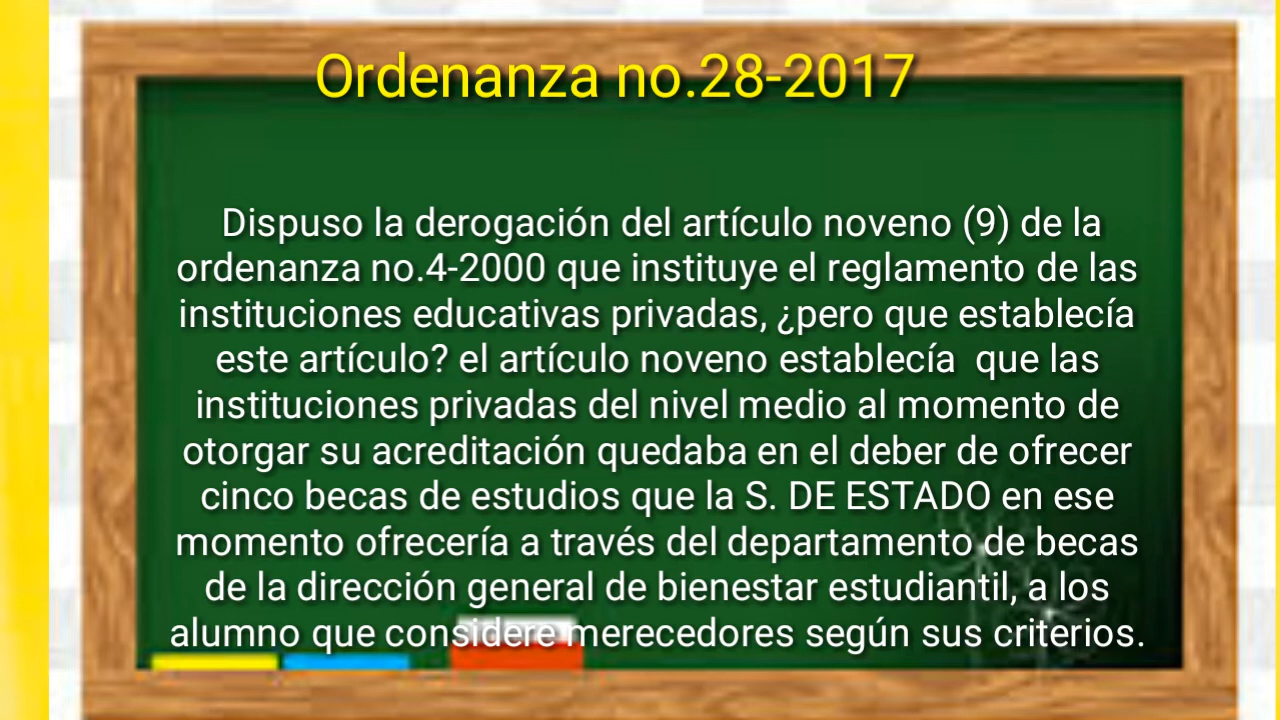 Ordenanza no.28-2017
Dispuso la derogación del artículo noveno (9) de la
ordenanza no.4-2000 que instituye el reglamento de las
instituciones educativas privadas, ¿pero que establecía
este artículo? el artículo noveno establecía  que las
instituciones privadas del nivel medio al momento de
otorgar su acreditación quedaba en el deber de ofrecer
cinco becas de estudios que la S. DE ESTADO en ese
momento ofrecería a través del departamento de becas
de la dirección general de bienestar estudiantil, a los
alumno que considere merecedores según sus criterios.